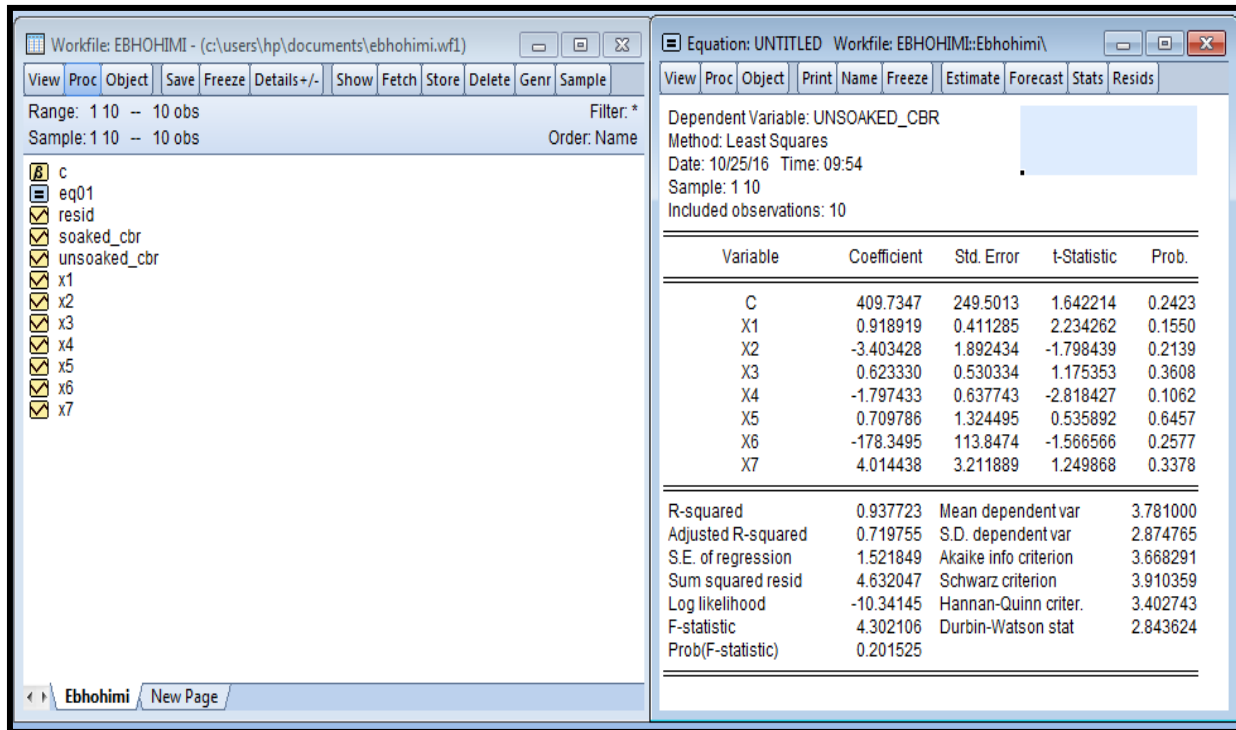 Workfile: EBHOHIMI - (c:\users\hp\documents\ebhohimi.wf1)
View Proc Object Save Freeze Details+/- Show Fetch Store Delete Genr Sample
Range: 1 10 -- 10 obs Filter: *
Sample: 1 10 -- 10 obs Order: Name
β c
eq01
resid
soaked_cbr
unsoaked_cbr
x1
x2
x3
x4
x5
x6
x7
Ebhohimi New Page
Equation: UNTITLED Workfile: EBHOHIMI::Ebhohimi\
View Proc Object Print Name Freeze Estimate Forecast Stats Resids
Dependent Variable: UNSOAKED_CBR
Method: Least Squares
Date: 10/25/16 Time: 09:54
Sample: 1 10
Included observations: 10
Variable Coefficient Std. Error t-Statistic Prob.
C 409.7347 249.5013 1.642214 0.2423
X1 0.918919 0.411285 2.234262 0.1550
X2 -3.403428 1.892434 -1.798439 0.2139
X3 0.623330 0.530334 1.175353 0.3608
X4 -1.797433 0.637743 -2.818427 0.1062
X5 0.709786 1.324495 0.535892 0.6457
X6 -178.3495 113.8474 -1.566566 0.2577
X7 4.014438 3.211889 1.249868 0.3378
R-squared 0.937723 Mean dependent var 3.781000
Adjusted R-squared 0.719755 S.D. dependent var 2.874765
S.E. of regression 1.521849 Akaike info criterion 3.668291
Sum squared resid 4.632047 Schwarz criterion 3.910359
Log likelihood -10.34145 Hannan-Quinn criter. 3.402743
F-statistic 4.302106 Durbin-Watson stat 2.843624
Prob(F-statistic) 0.201525